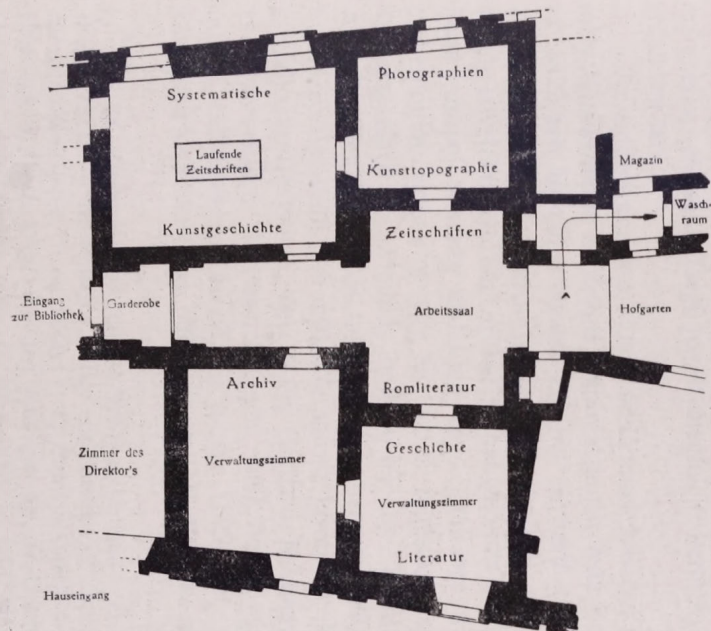 Photographien
Systematische
Laufende
Zeitschriften
Kunsttopographie
Magazin
Wasch-
raum
Kunstgeschichte
Zeitschriften
Eingang
zur Bibliothek
Garderobe
Arbeitssaal
Hofgarten
Archiv
Romliteratur
Zimmer des
Direktor's
Verwaltungszimmer
Geschichte
Verwaltungszimmer
Literatur
Hauseingang